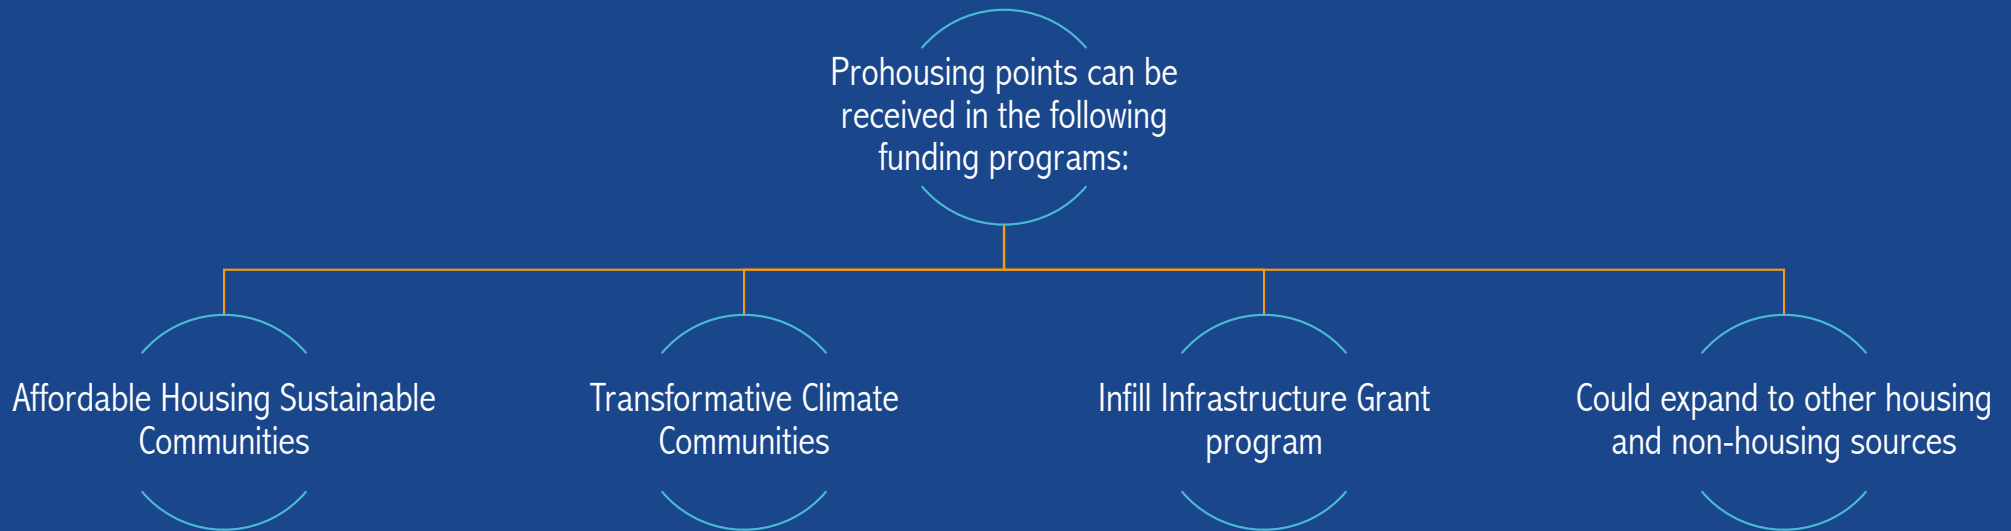 Prohousing points can be
received in the following
funding programs:
Affordable Housing Sustainable
Communities
Transformative Climate
Communities
Infill Infrastructure Grant
program
Could expand to other housing
and non-housing sources